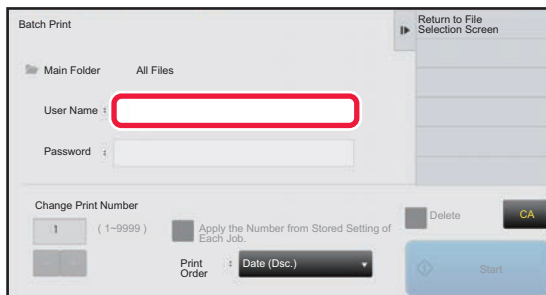 Batch Print
Return to File
Selection Screen
Main Folder All Files
User Name :
Password :
Change Print Number
1 ( 1~9999 )
Apply the Number from Stored Setting of
Each Job.
Print
Order : Date (Dsc.)
Delete
CA
Start